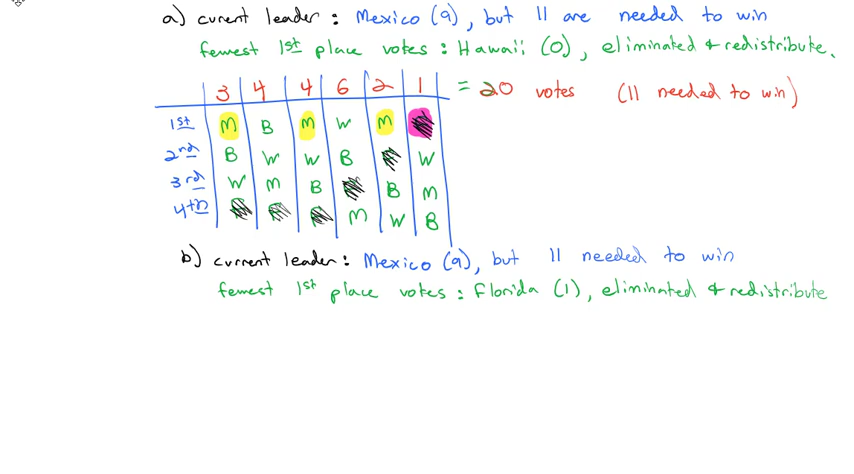 a) current leader: Mexico (9), but 11 are needed to win
fewest 1st place votes: Hawaii (0), eliminated & redistribute.
3 4 4 6 2 1 = 20 votes (11 needed to win)
1st M B M W M
2nd B W W B W
3rd W M B B M
4th M W B
b) current leader: Mexico (9), but 11 needed to win
fewest 1st place votes: Florida (1), eliminated & redistribute